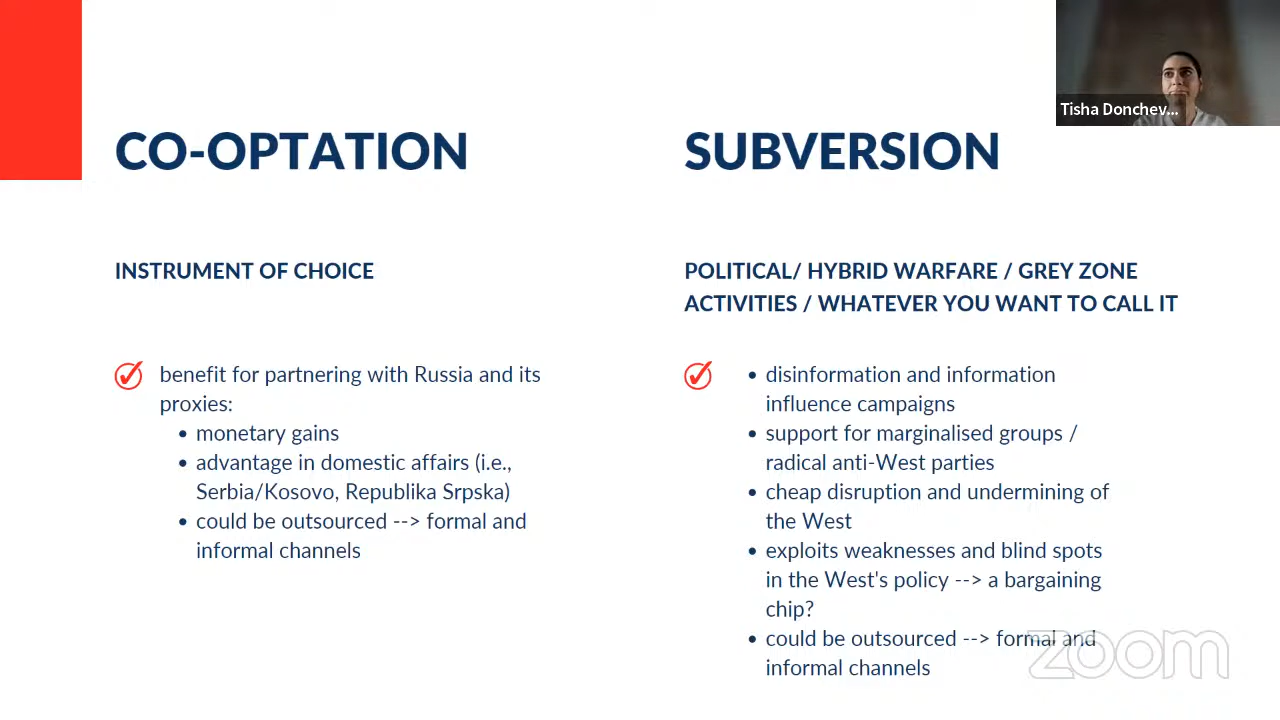 Tisha Donchev...
CO-OPTATION
INSTRUMENT OF CHOICE
benefit for partnering with Russia and its
proxies:
• monetary gains
• advantage in domestic affairs (i.e.,
Serbia/Kosovo, Republika Srpska)
• could be outsourced --> formal and
informal channels
SUBVERSION
POLITICAL/ HYBRID WARFARE / GREY ZONE
ACTIVITIES / WHATEVER YOU WANT TO CALL IT
• disinformation and information
influence campaigns
• support for marginalised groups /
radical anti-West parties
• cheap disruption and undermining of
the West
• exploits weaknesses and blind spots
in the West's policy --> a bargaining
chip?
• could be outsourced --> formal and
informal channels
zoom